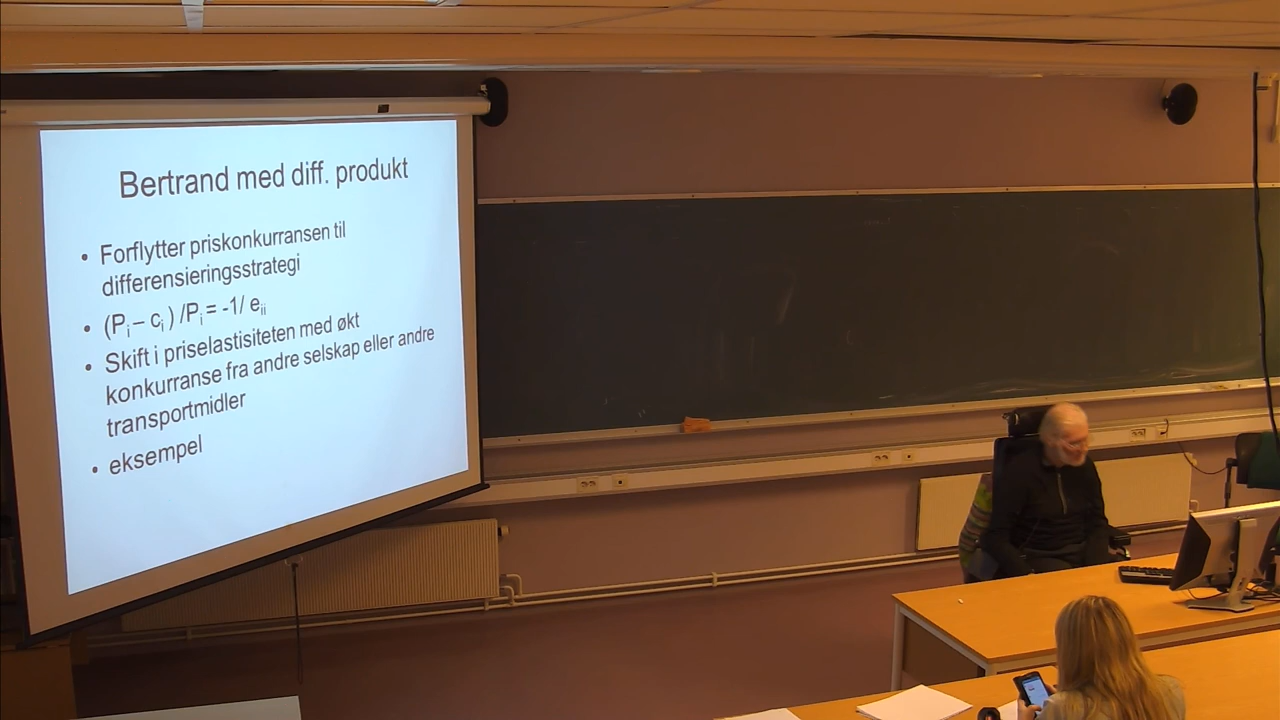 Bertrand med diff. produkt
• Forflytter priskonkurransen til
differensieringsstrategi
• (Pi – ci ) /Pi = -1/ eii
• Skift i priselastisiteten med økt
konkurranse fra andre selskap eller andre
transportmidler
• eksempel